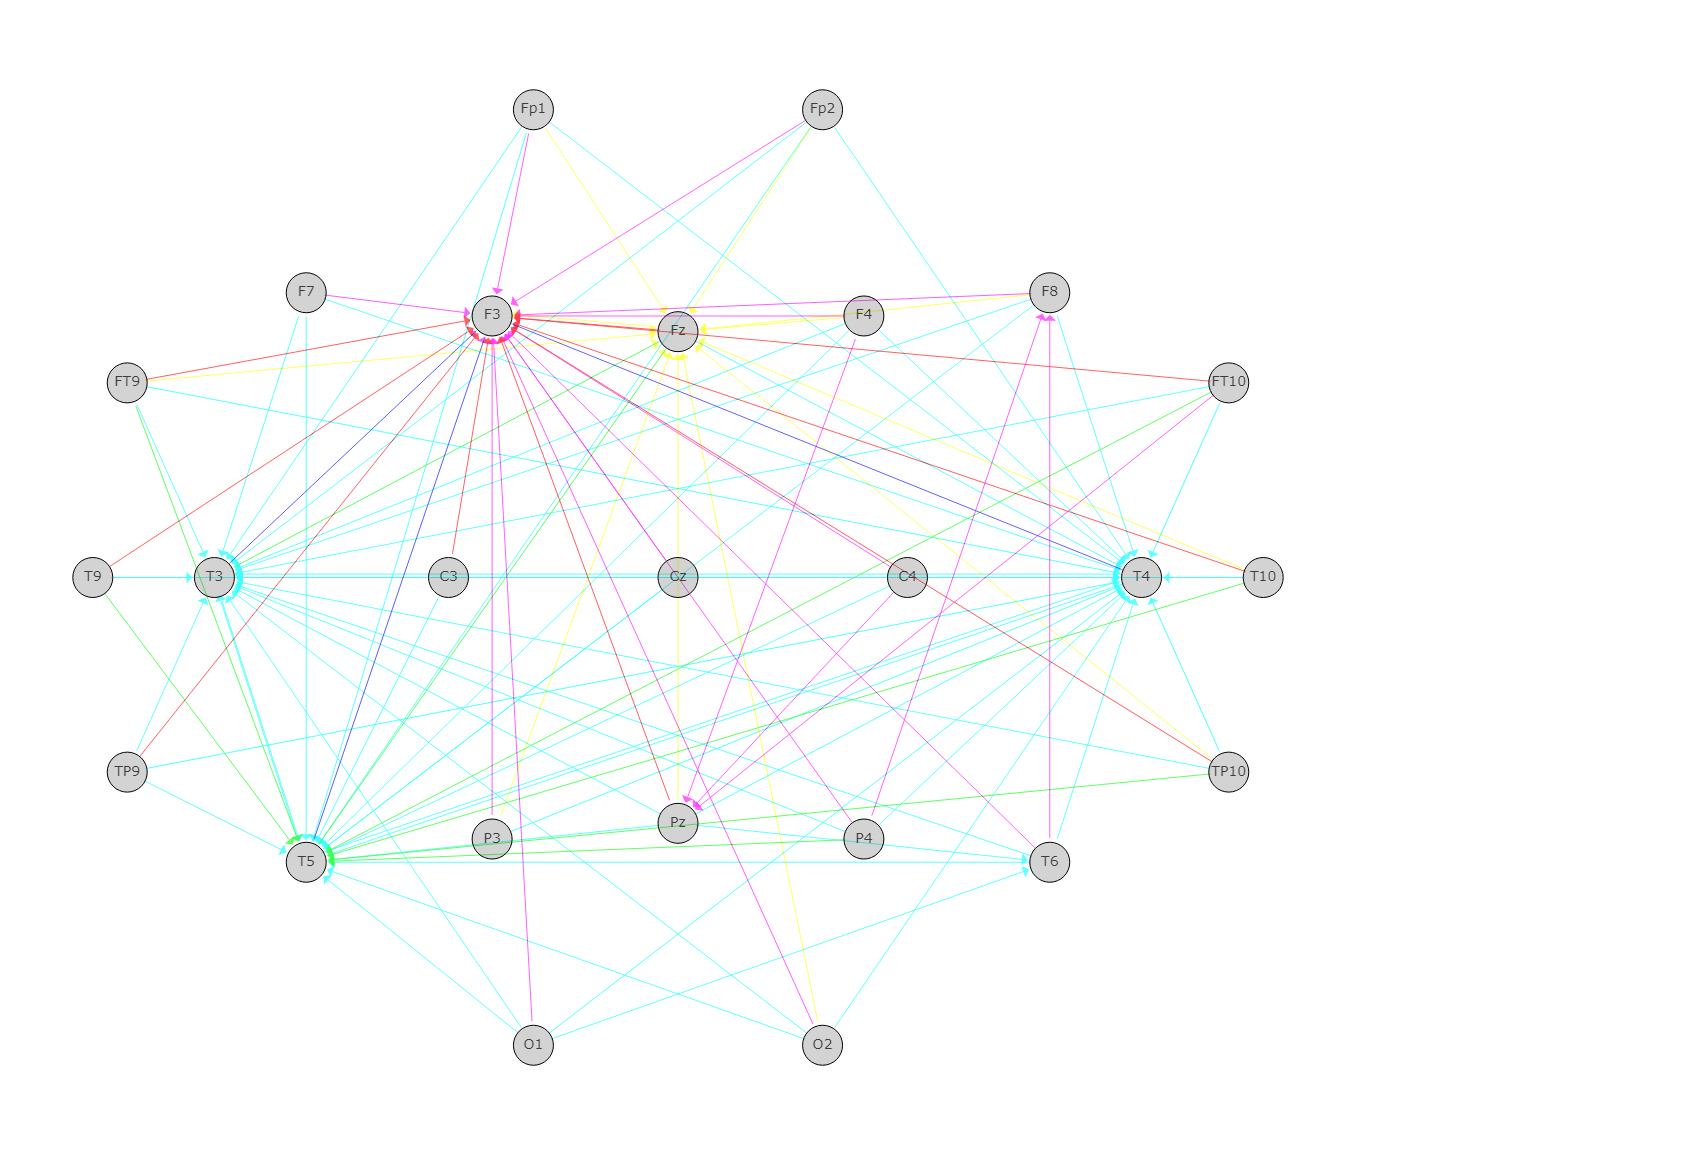 Fp1 Fp2
F7 F8
F3 Fz F4
FT9 FT10
T9 T3 C3 Cz C4 T4 T10
TP9 TP10
Pz
P3 P4
T5 T6
O1 O2